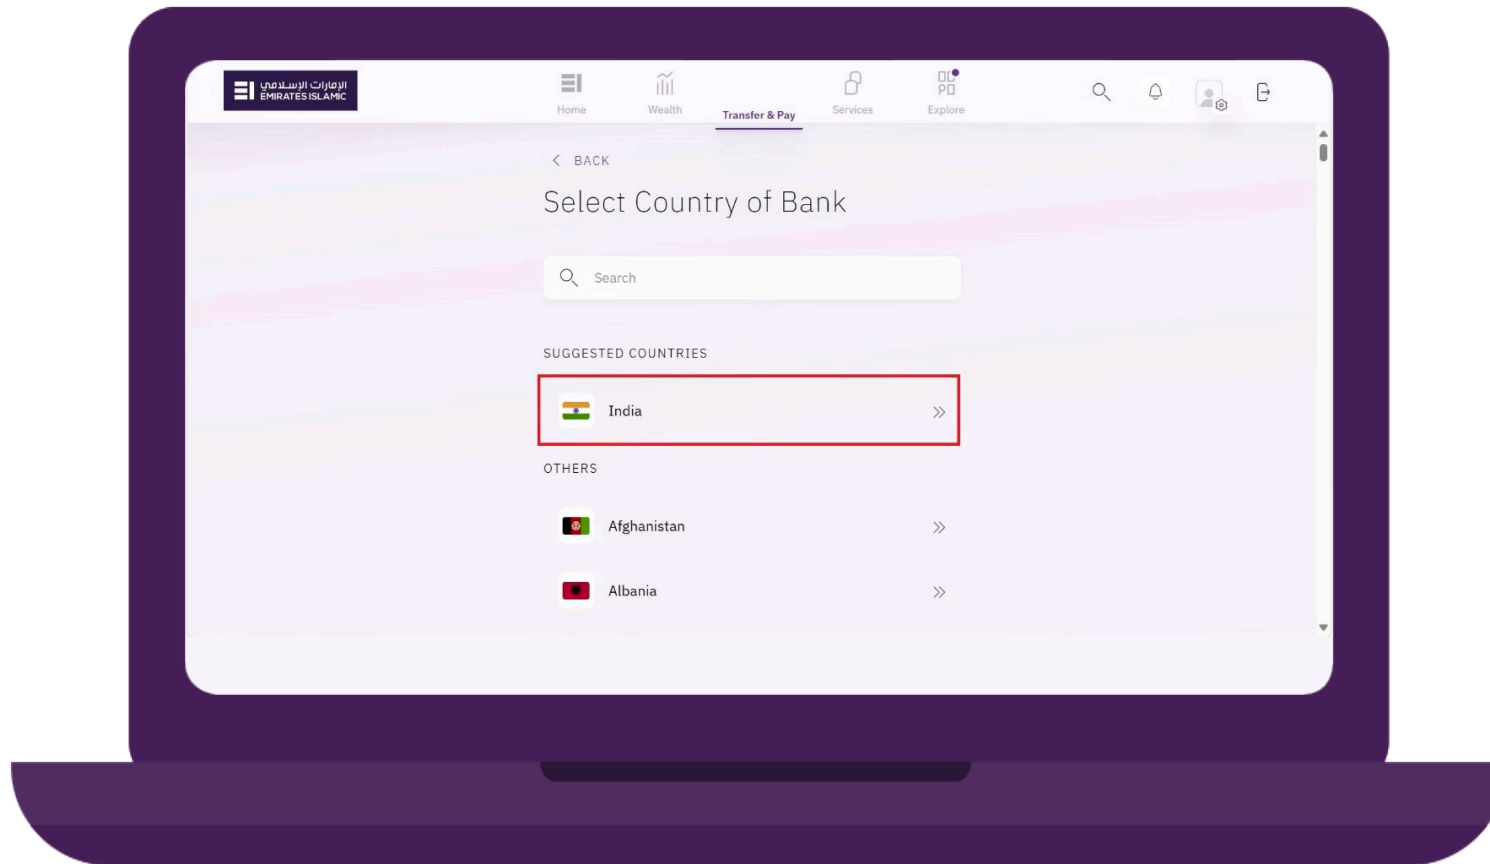 الإمارات الإسلامي
EMIRATES ISLAMIC
Home
Wealth
Transfer & Pay
Services
Explore
BACK
Select Country of Bank
Search
SUGGESTED COUNTRIES
India
OTHERS
Afghanistan
Albania